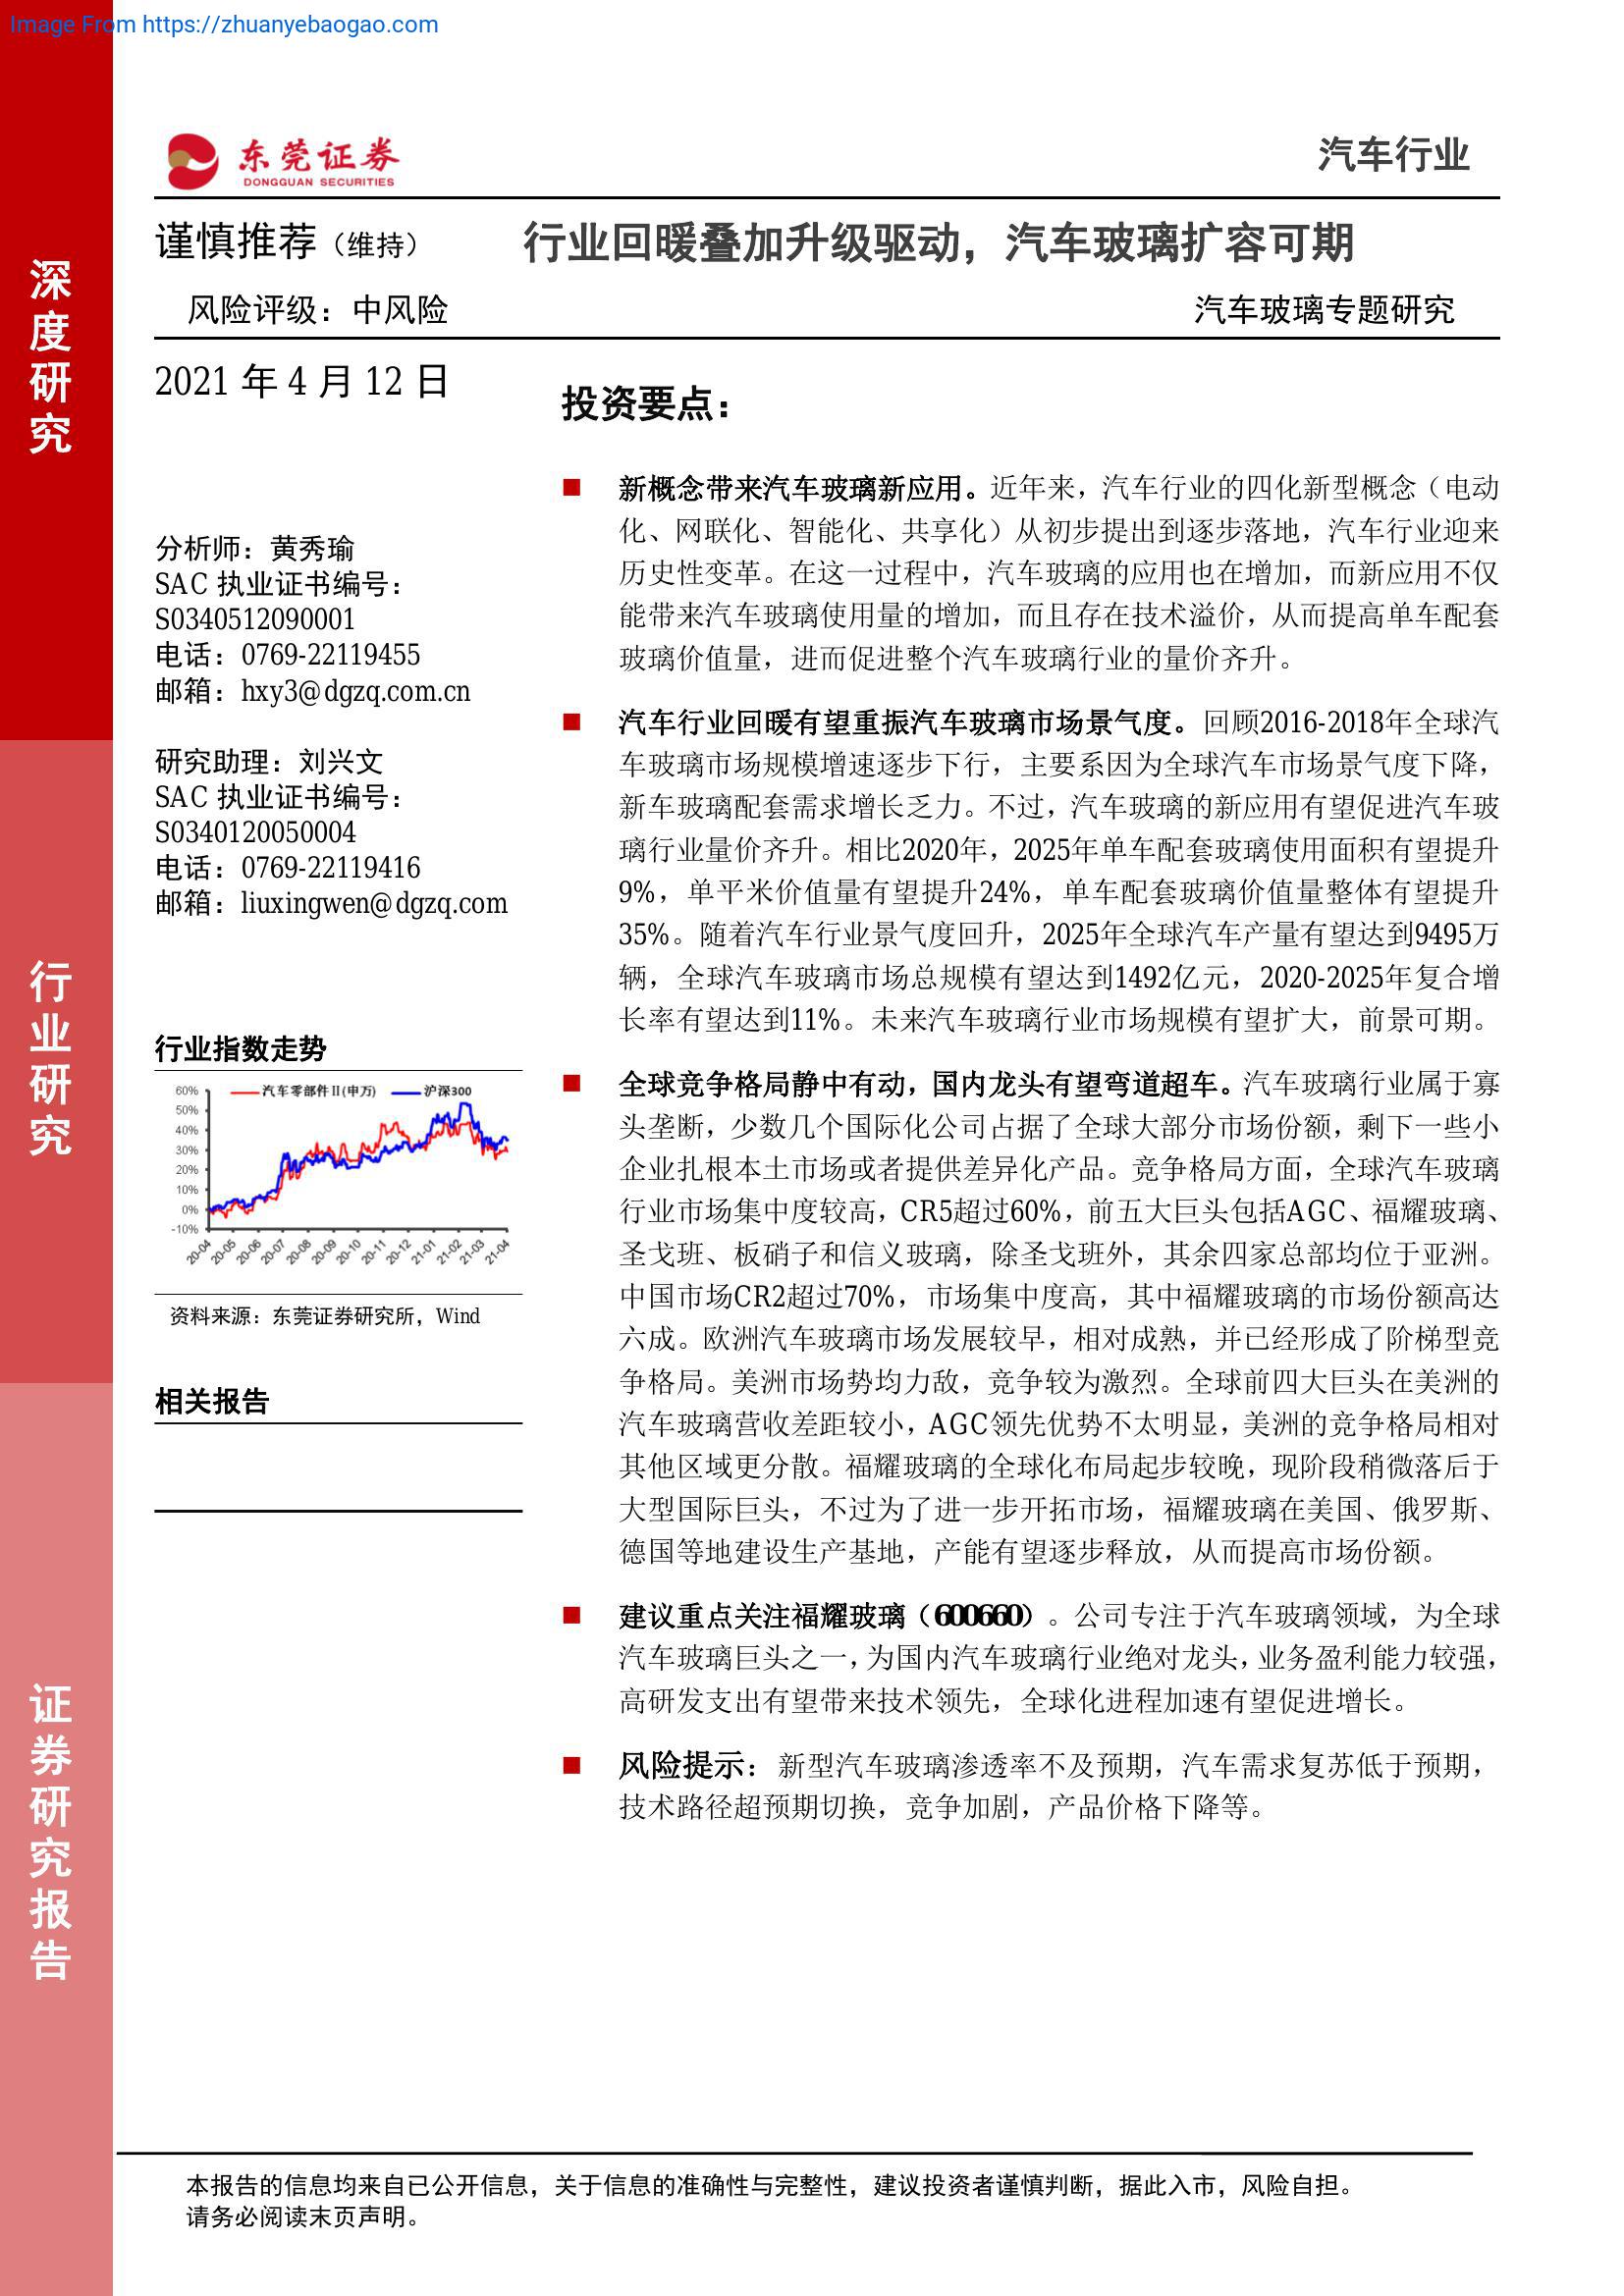 Image From https://zhuanyebaogao.com
东莞证券
DONGGUAN SECURITIES
汽车行业
谨慎推荐（维持）
行业回暖叠加升级驱动，汽车玻璃扩容可期
风险评级：中风险
汽车玻璃专题研究
深度研究
行业研究
证券研究报告
2021 年 4 月 12 日
分析师：黄秀瑜
SAC 执业证书编号：
S0340512090001
电话：0769-22119455
邮箱：hxy3@dgzq.com.cn
研究助理：刘兴文
SAC 执业证书编号：
S0340120050004
电话：0769-22119416
邮箱：liuxingwen@dgzq.com
行业指数走势
汽车零部件Ⅱ(申万) 沪深300
60%
50%
40%
30%
20%
10%
0%
-10%
20-04 20-05 20-06 20-07 20-08 20-09 20-10 20-11 20-12 21-01 21-02 21-03 21-04
资料来源：东莞证券研究所，Wind
相关报告
投资要点：
■ 新概念带来汽车玻璃新应用。近年来，汽车行业的四化新型概念（电动
化、网联化、智能化、共享化）从初步提出到逐步落地，汽车行业迎来
历史性变革。在这一过程中，汽车玻璃的应用也在增加，而新应用不仅
能带来汽车玻璃使用量的增加，而且存在技术溢价，从而提高单车配套
玻璃价值量，进而促进整个汽车玻璃行业的量价齐升。
■ 汽车行业回暖有望重振汽车玻璃市场景气度。回顾2016-2018年全球汽
车玻璃市场规模增速逐步下行，主要系因为全球汽车市场景气度下降，
新车玻璃配套需求增长乏力。不过，汽车玻璃的新应用有望促进汽车玻
璃行业量价齐升。相比2020年，2025年单车配套玻璃使用面积有望提升
9%，单平米价值量有望提升24%，单车配套玻璃价值量整体有望提升
35%。随着汽车行业景气度回升，2025年全球汽车产量有望达到9495万
辆，全球汽车玻璃市场总规模有望达到1492亿元，2020-2025年复合增
长率有望达到11%。未来汽车玻璃行业市场规模有望扩大，前景可期。
■ 全球竞争格局静中有动，国内龙头有望弯道超车。汽车玻璃行业属于寡
头垄断，少数几个国际化公司占据了全球大部分市场份额，剩下一些小
企业扎根本土市场或者提供差异化产品。竞争格局方面，全球汽车玻璃
行业市场集中度较高，CR5超过60%，前五大巨头包括AGC、福耀玻璃、
圣戈班、板硝子和信义玻璃，除圣戈班外，其余四家总部均位于亚洲。
中国市场CR2超过70%，市场集中度高，其中福耀玻璃的市场份额高达
六成。欧洲汽车玻璃市场发展较早，相对成熟，并已经形成了阶梯型竞
争格局。美洲市场势均力敌，竞争较为激烈。全球前四大巨头在美洲的
汽车玻璃营收差距较小，AGC领先优势不太明显，美洲的竞争格局相对
其他区域更分散。福耀玻璃的全球化布局起步较晚，现阶段稍微落后于
大型国际巨头，不过为了进一步开拓市场，福耀玻璃在美国、俄罗斯、
德国等地建设生产基地，产能有望逐步释放，从而提高市场份额。
■ 建议重点关注福耀玻璃（600660）。公司专注于汽车玻璃领域，为全球
汽车玻璃巨头之一，为国内汽车玻璃行业绝对龙头，业务盈利能力较强，
高研发支出有望带来技术领先，全球化进程加速有望促进增长。
■ 风险提示：新型汽车玻璃渗透率不及预期，汽车需求复苏低于预期，
技术路径超预期切换，竞争加剧，产品价格下降等。
本报告的信息均来自已公开信息，关于信息的准确性与完整性，建议投资者谨慎判断，据此入市，风险自担。
请务必阅读末页声明。